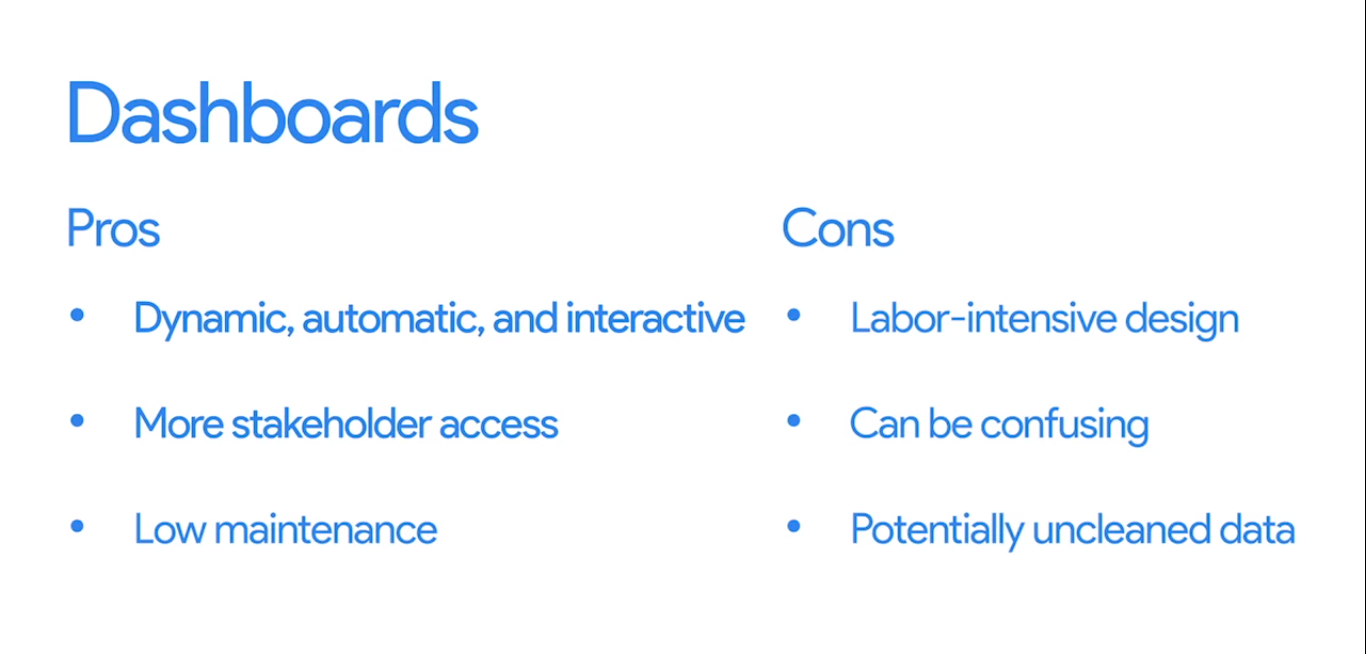 Dashboards
Pros
• Dynamic, automatic, and interactive
• More stakeholder access
• Low maintenance
Cons
• Labor-intensive design
• Can be confusing
• Potentially uncleaned data